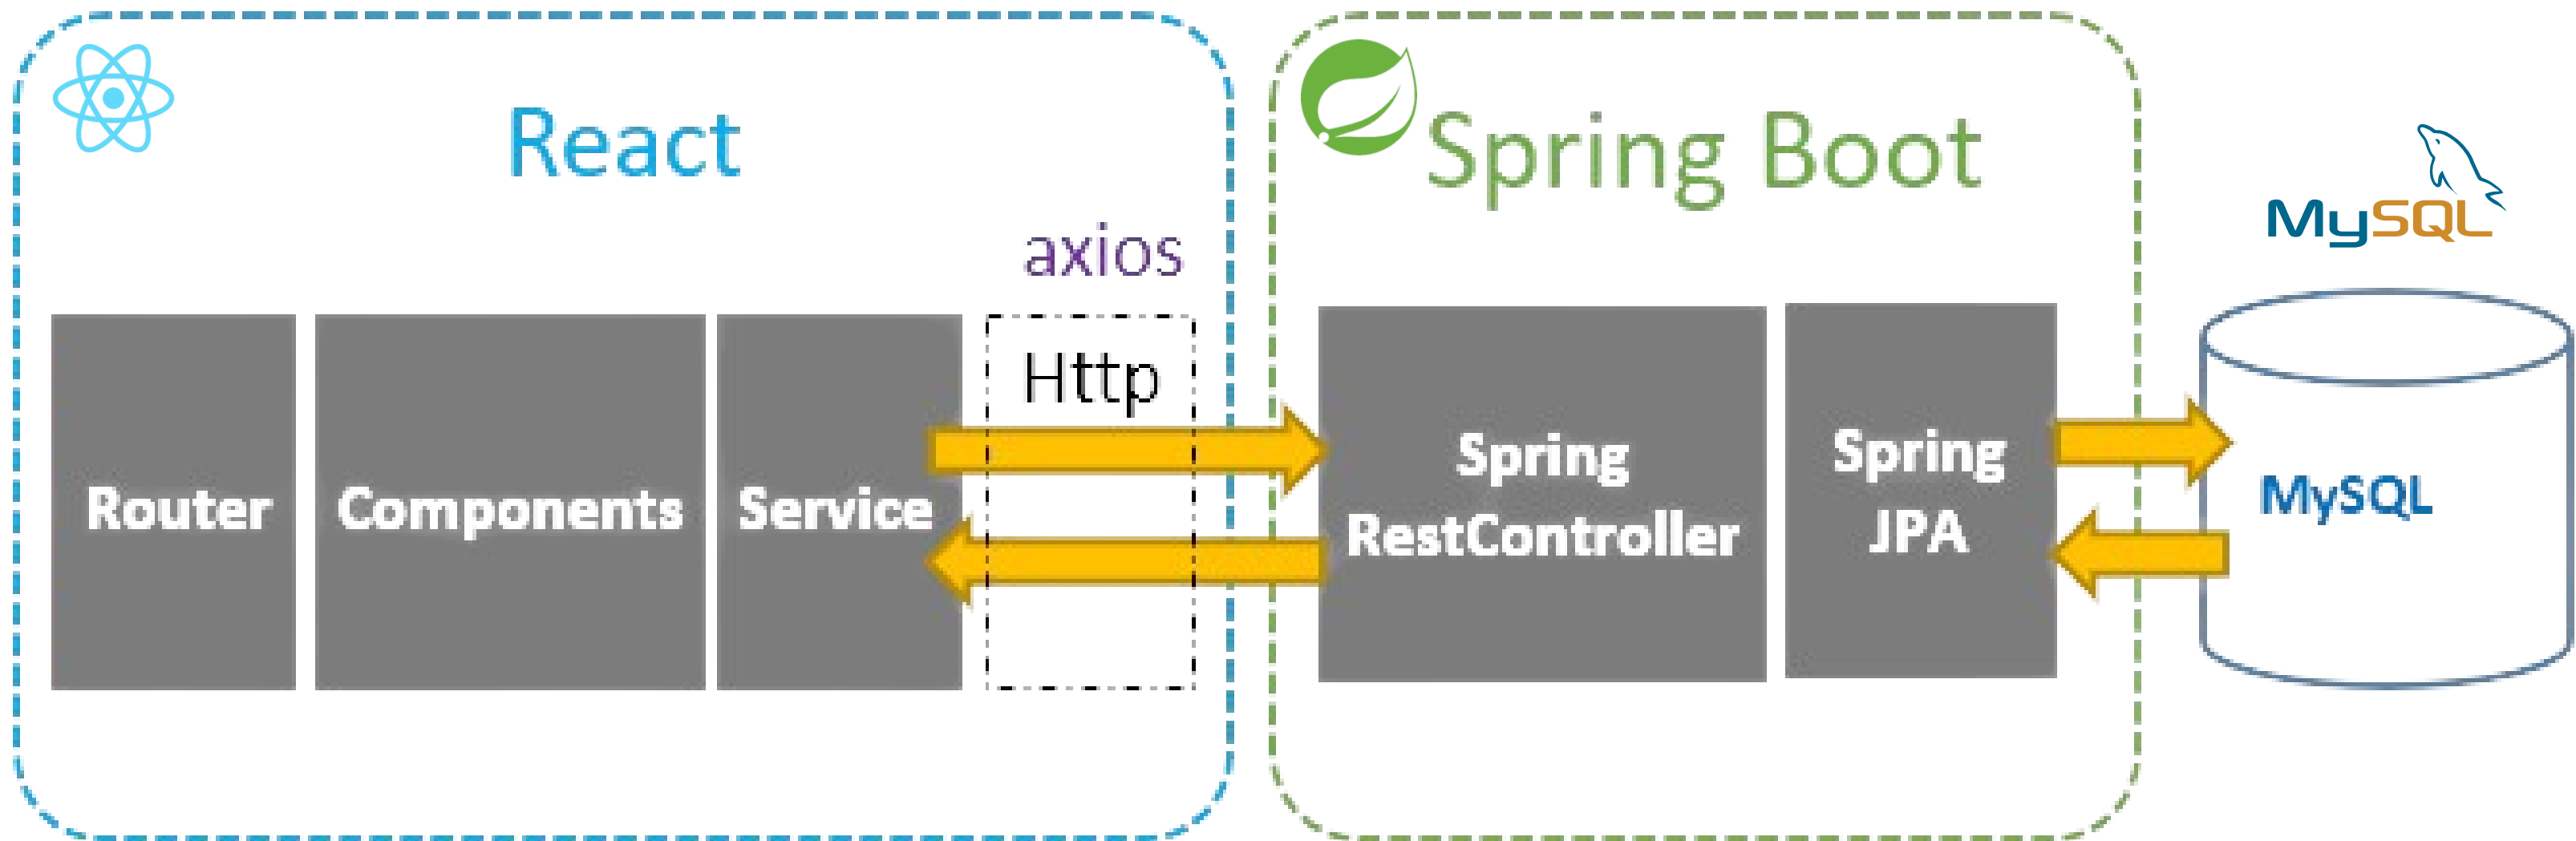 React
axios
Http
Router
Components
Service
Spring Boot
Spring
RestController
Spring
JPA
MySQL
MySQL